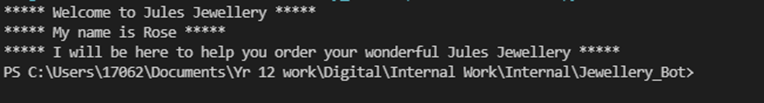 ***** Welcome to Jules Jewellery *****
***** My name is Rose *****
***** I will be here to help you order your wonderful Jules Jewellery *****
PS C:\Users\17062\Documents\Yr 12 work\Digital\Internal Work\Internal\Jewellery_Bot>